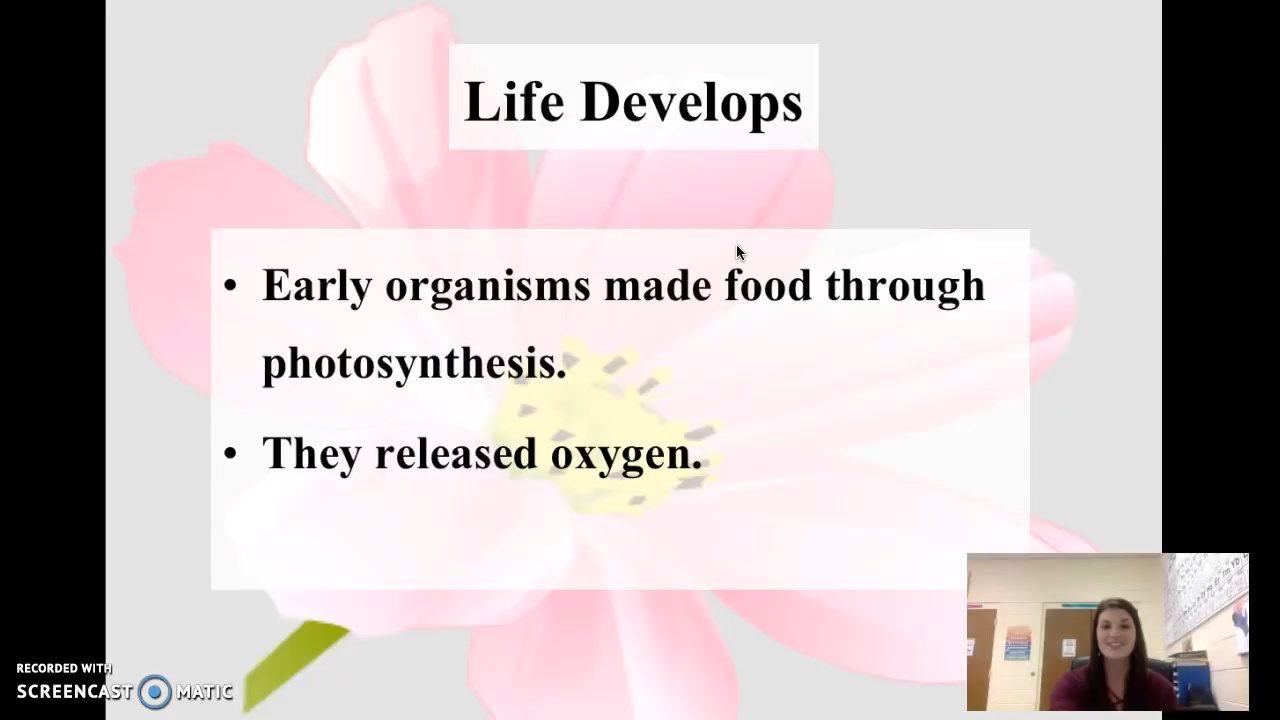 Life Develops
• Early organisms made food through
photosynthesis.
• They released oxygen.
RECORDED WITH
SCREENCAST MATIC